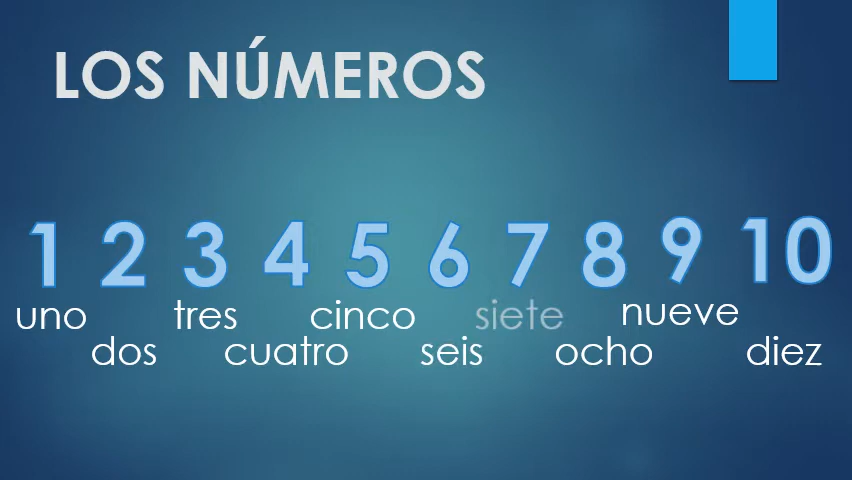 LOS NÚMEROS
1 2 3 4 5 6 7 8 9 10
uno tres cinco siete nueve
dos cuatro seis ocho diez